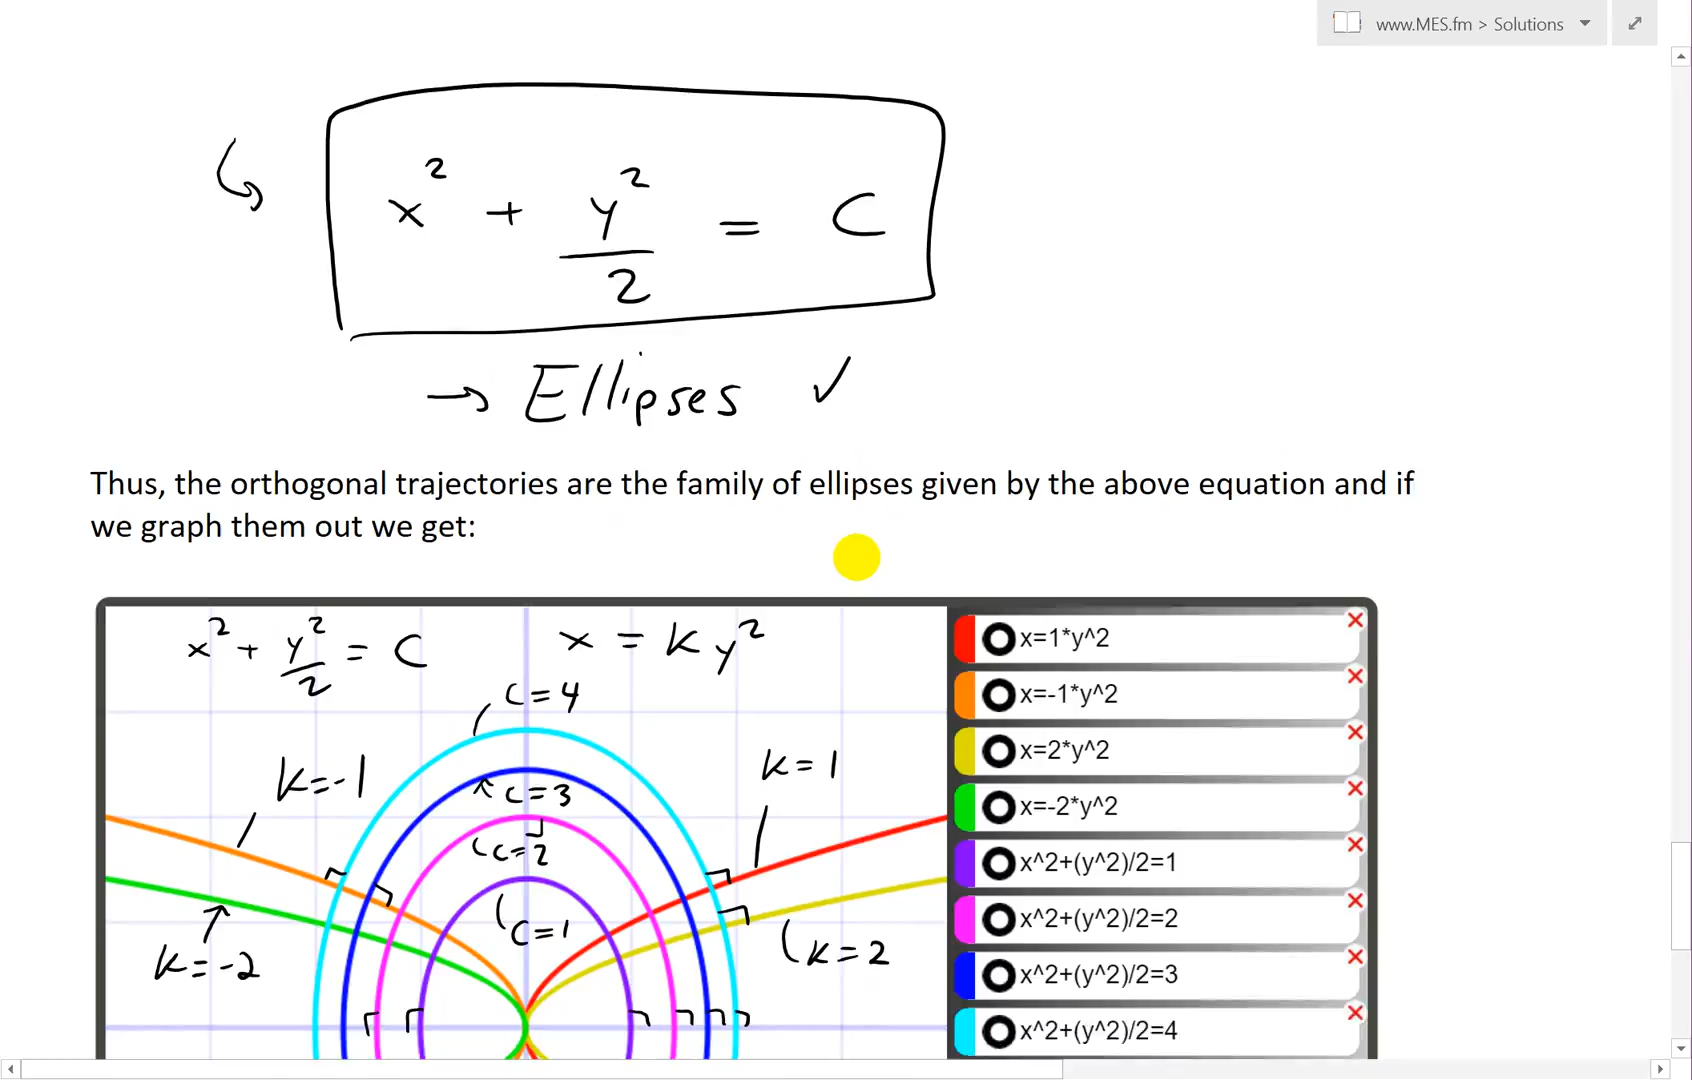 www.MES.fm > Solutions
x² + y²/2 = C
→ Ellipses ✓
Thus, the orthogonal trajectories are the family of ellipses given by the above equation and if
we graph them out we get:
x² + y²/2 = C
x = k y²
C=4
k=-1
k=1
C=3
C=2
C=1
k=2
k=-2
x=1*y^2
x=-1*y^2
x=2*y^2
x=-2*y^2
x^2+(y^2)/2=1
x^2+(y^2)/2=2
x^2+(y^2)/2=3
x^2+(y^2)/2=4